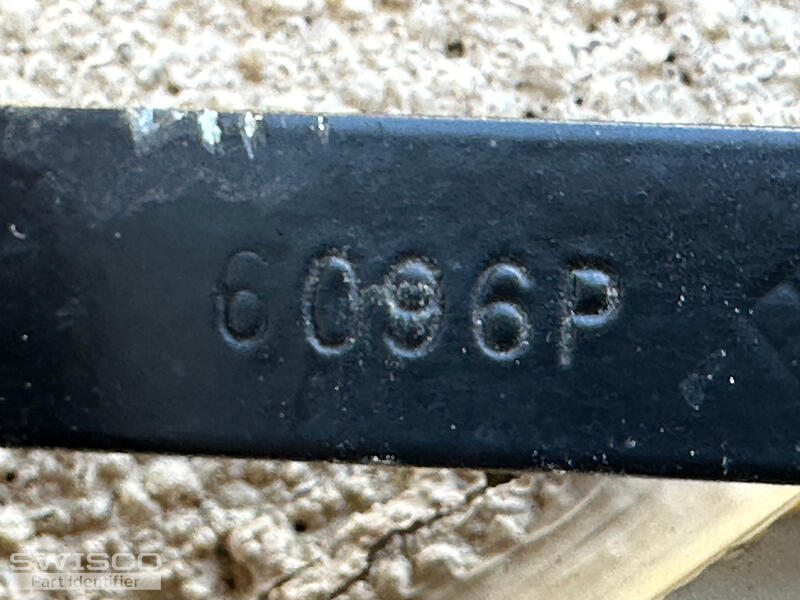 6096P
SWISCO
Part Identifier